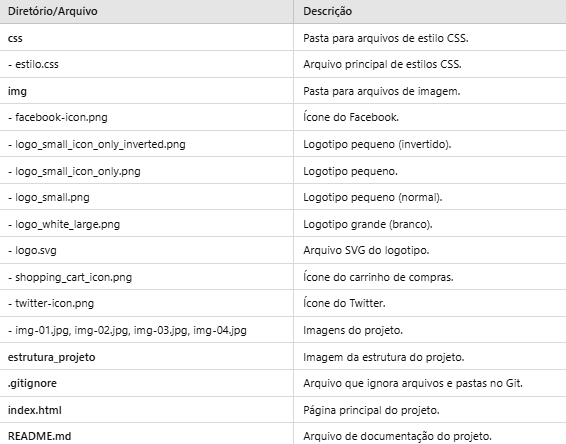 Diretório/Arquivo Descrição
css Pasta para arquivos de estilo CSS.
- estilo.css Arquivo principal de estilos CSS.
img Pasta para arquivos de imagem.
- facebook-icon.png Ícone do Facebook.
- logo_small_icon_only_inverted.png Logotipo pequeno (invertido).
- logo_small_icon_only.png Logotipo pequeno.
- logo_small.png Logotipo pequeno (normal).
- logo_white_large.png Logotipo grande (branco).
- logo.svg Arquivo SVG do logotipo.
- shopping_cart_icon.png Ícone do carrinho de compras.
- twitter-icon.png Ícone do Twitter.
- img-01.jpg, img-02.jpg, img-03.jpg, img-04.jpg Imagens do projeto.
estrutura_projeto Imagem da estrutura do projeto.
.gitignore Arquivo que ignora arquivos e pastas no Git.
index.html Página principal do projeto.
README.md Arquivo de documentação do projeto.